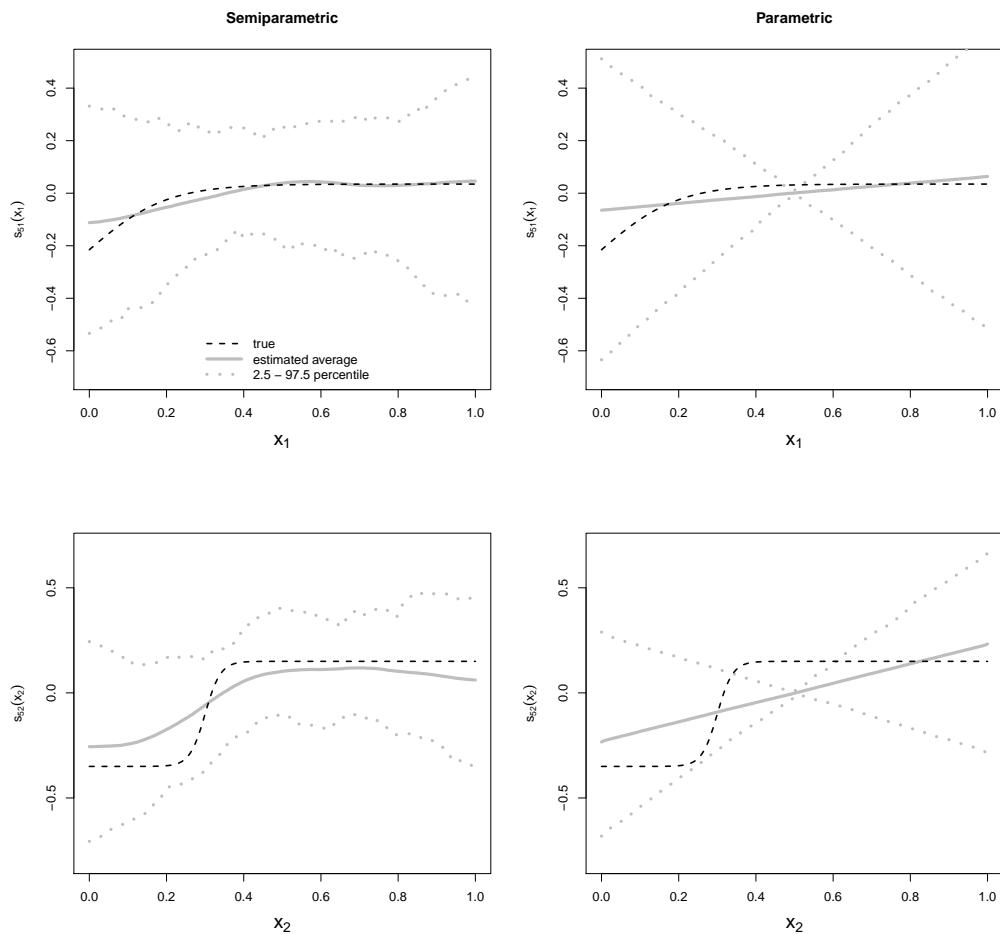 Semiparametric
s51(x1)
0.4
0.2
0.0
−0.2
−0.4
−0.6
true
estimated average
2.5 − 97.5 percentile
0.0 0.2 0.4 0.6 0.8 1.0
x1
Parametric
s51(x1)
0.4
0.2
0.0
−0.2
−0.4
−0.6
0.0 0.2 0.4 0.6 0.8 1.0
x1
s52(x2)
0.5
0.0
−0.5
0.0 0.2 0.4 0.6 0.8 1.0
x2
s52(x2)
0.5
0.0
−0.5
0.0 0.2 0.4 0.6 0.8 1.0
x2